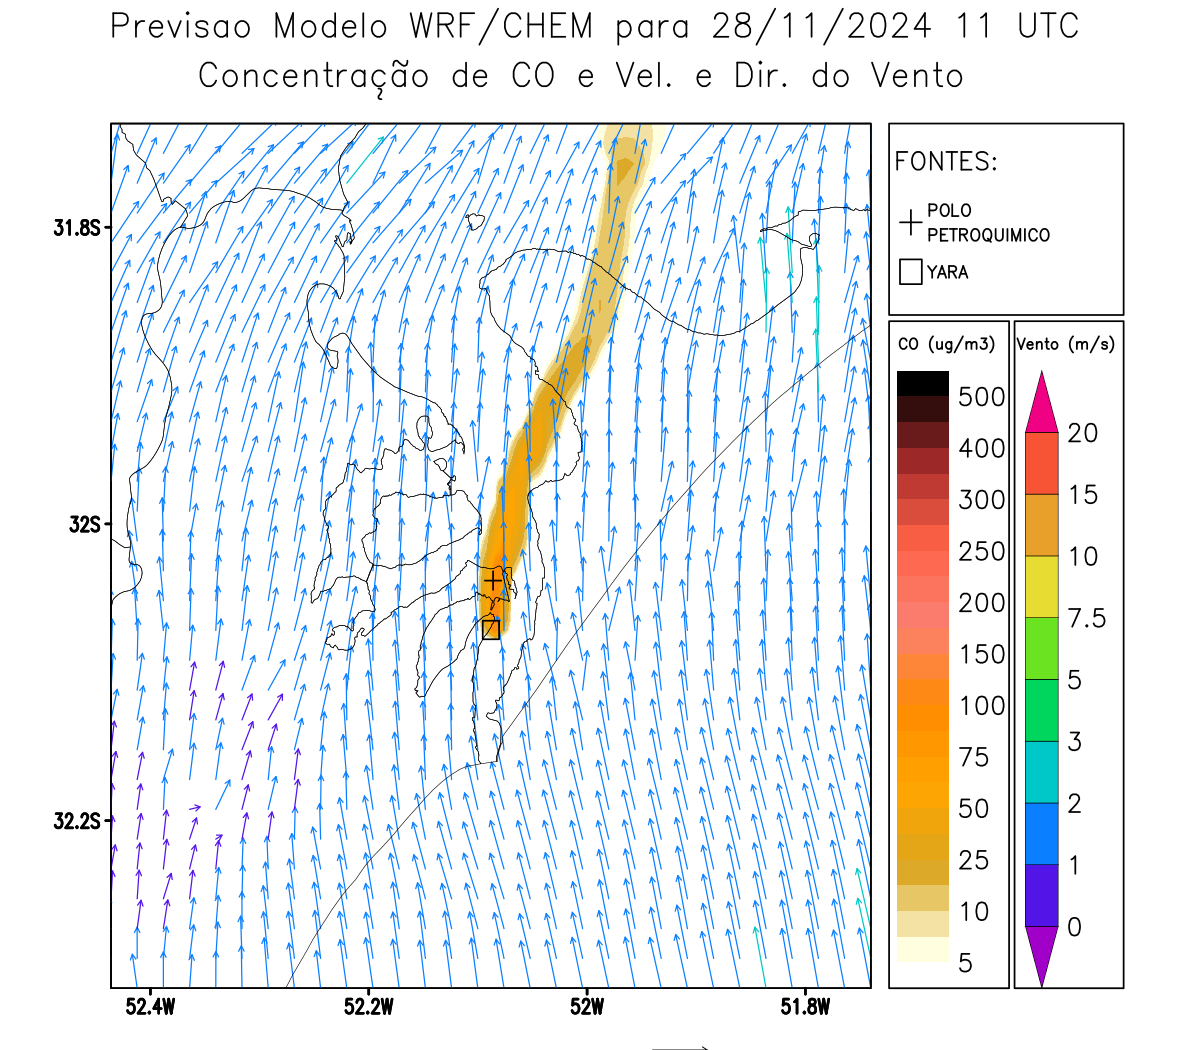 Previsao Modelo WRF/CHEM para 28/11/2024 11 UTC
Concentração de CO e Vel. e Dir. do Vento
FONTES:
POLO
PETROQUIMICO
YARA
CO (ug/m3)
500
400
300
250
200
150
100
75
50
25
10
5
Vento (m/s)
20
15
10
7.5
5
3
2
1
0
31.8S
32S
32.2S
52.4W
52.2W
52W
51.8W